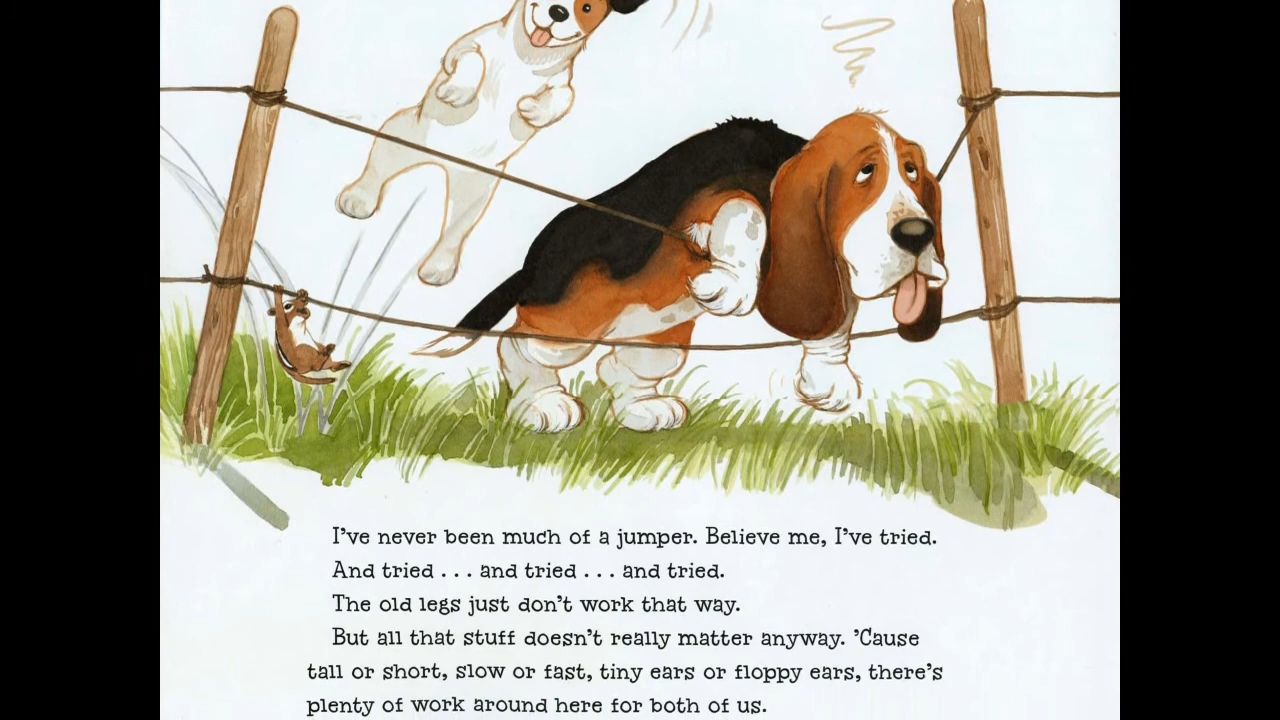 I've never been much of a jumper. Believe me, I've tried.
And tried . . . and tried . . . and tried.
The old legs just don't work that way.
But all that stuff doesn't really matter anyway. 'Cause
tall or short, slow or fast, tiny ears or floppy ears, there's
plenty of work around here for both of us.